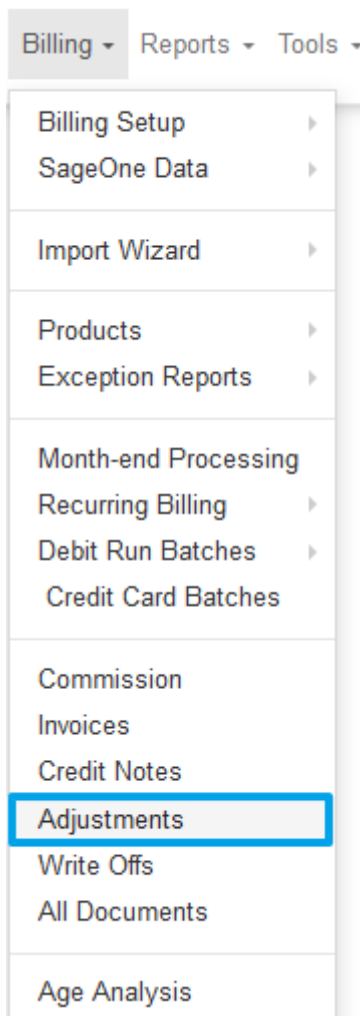 Billing Reports Tools
Billing Setup
SageOne Data
Import Wizard
Products
Exception Reports
Month-end Processing
Recurring Billing
Debit Run Batches
Credit Card Batches
Commission
Invoices
Credit Notes
Adjustments
Write Offs
All Documents
Age Analysis